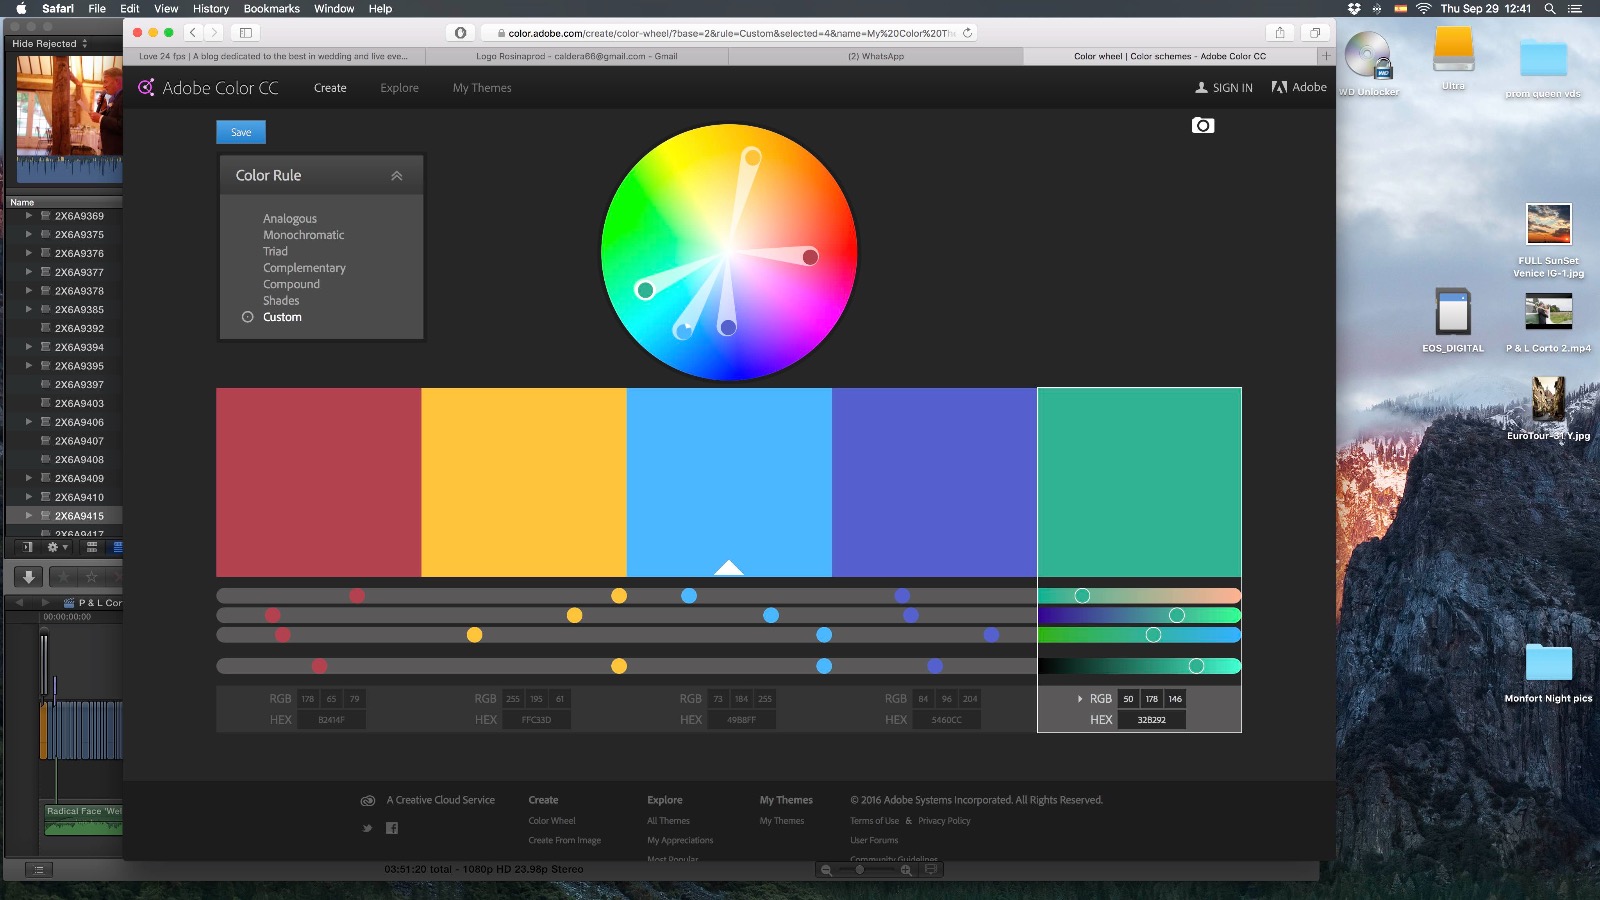 Safari File Edit View History Bookmarks Window Help
Thu Sep 29 12:41
Hide Rejected
color.adobe.com/create/color-wheel/?base=2&rule=Custom&selected=4&name=My%20Color%20Th
Love 24 fps | A blog dedicated to the best in wedding and live eve...
Logo Rosinaprod - caldera66@gmail.com - Gmail
(2) WhatsApp
Color wheel | Color schemes - Adobe Color CC
Adobe Color CC
Create
Explore
My Themes
SIGN IN
Adobe
Save
Color Rule
Analogous
Monochromatic
Triad
Complementary
Compound
Shades
Custom
Name
2X6A9369
2X6A9375
2X6A9376
2X6A9377
2X6A9378
2X6A9385
2X6A9392
2X6A9394
2X6A9395
2X6A9397
2X6A9403
2X6A9406
2X6A9407
2X6A9408
2X6A9409
2X6A9410
2X6A9415
2X6A9417
P & L Cor
00:00:00:00
Radical Face 'Wel
RGB 178 65 79
HEX B2414F
RGB 255 195 61
HEX FFC33D
RGB 73 184 255
HEX 49B8FF
RGB 84 96 204
HEX 5460CC
RGB 50 178 146
HEX 32B292
A Creative Cloud Service
Create
Color Wheel
Create From Image
Explore
All Themes
My Appreciations
Most Popular
My Themes
My Themes
© 2016 Adobe Systems Incorporated. All Rights Reserved.
Terms of Use & Privacy Policy
User Forums
Community Guidelines
03:51:20 total - 1080p HD 23.98p Stereo
WD Unlocker
Ultra
prom queen vds
FULL SunSet
Venice IG-1.jpg
EOS_DIGITAL
P & L Corto 2.mp4
EuroTour-31 Y.jpg
Monfort Night pics